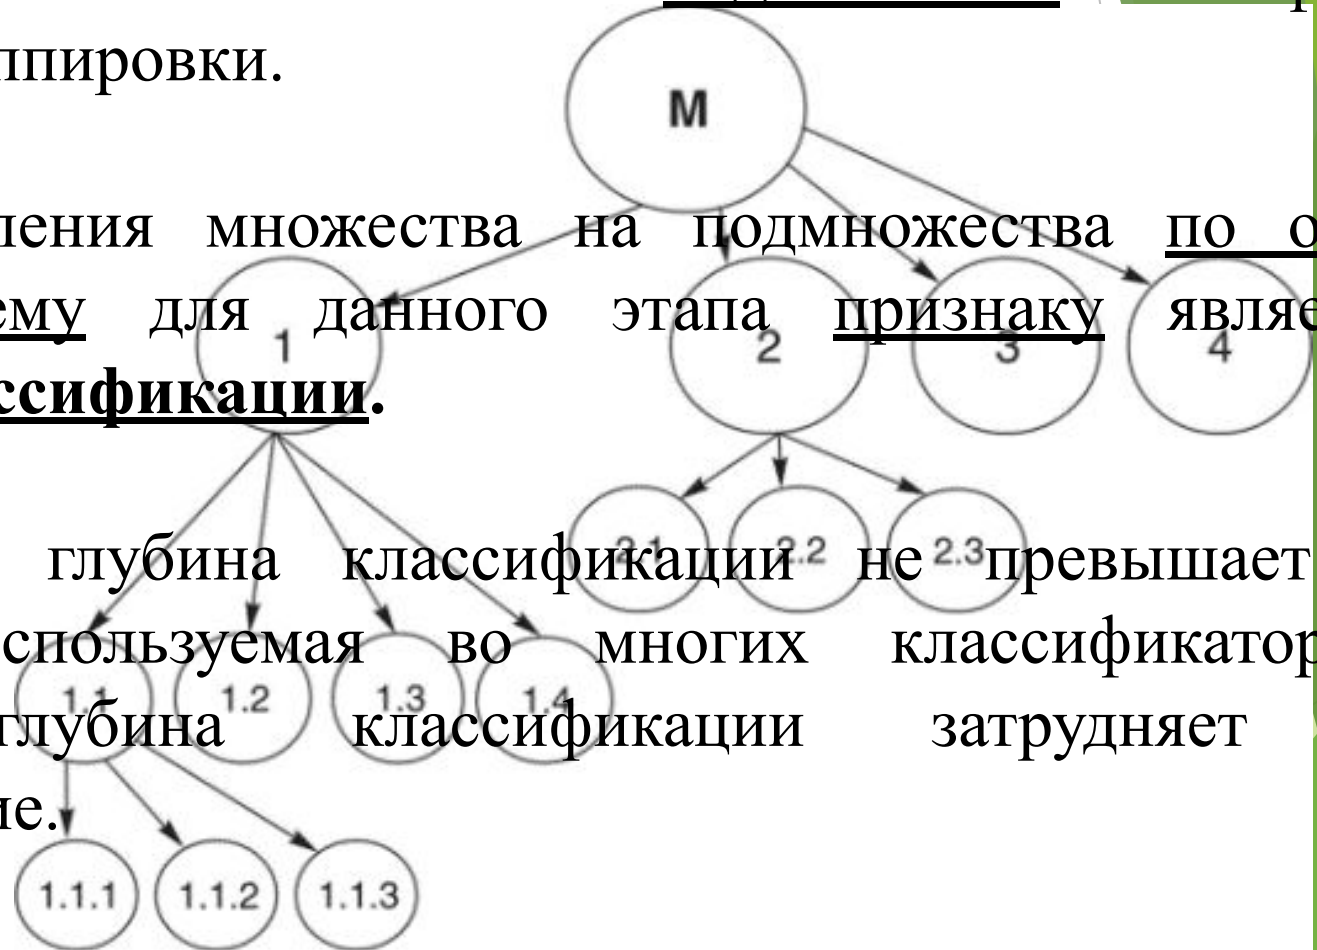 ппировки.
М
ления множества на подмножества по о
ему для данного этапа признаку являе
1 2 3 4
ссификации.
глубина классификации не превышает
2.1 2.2 2.3
спользуемая во многих классификатор
1.1 1.2 1.3 1.4
глубина классификации затрудняет
ие.
1.1.1 1.1.2 1.1.3